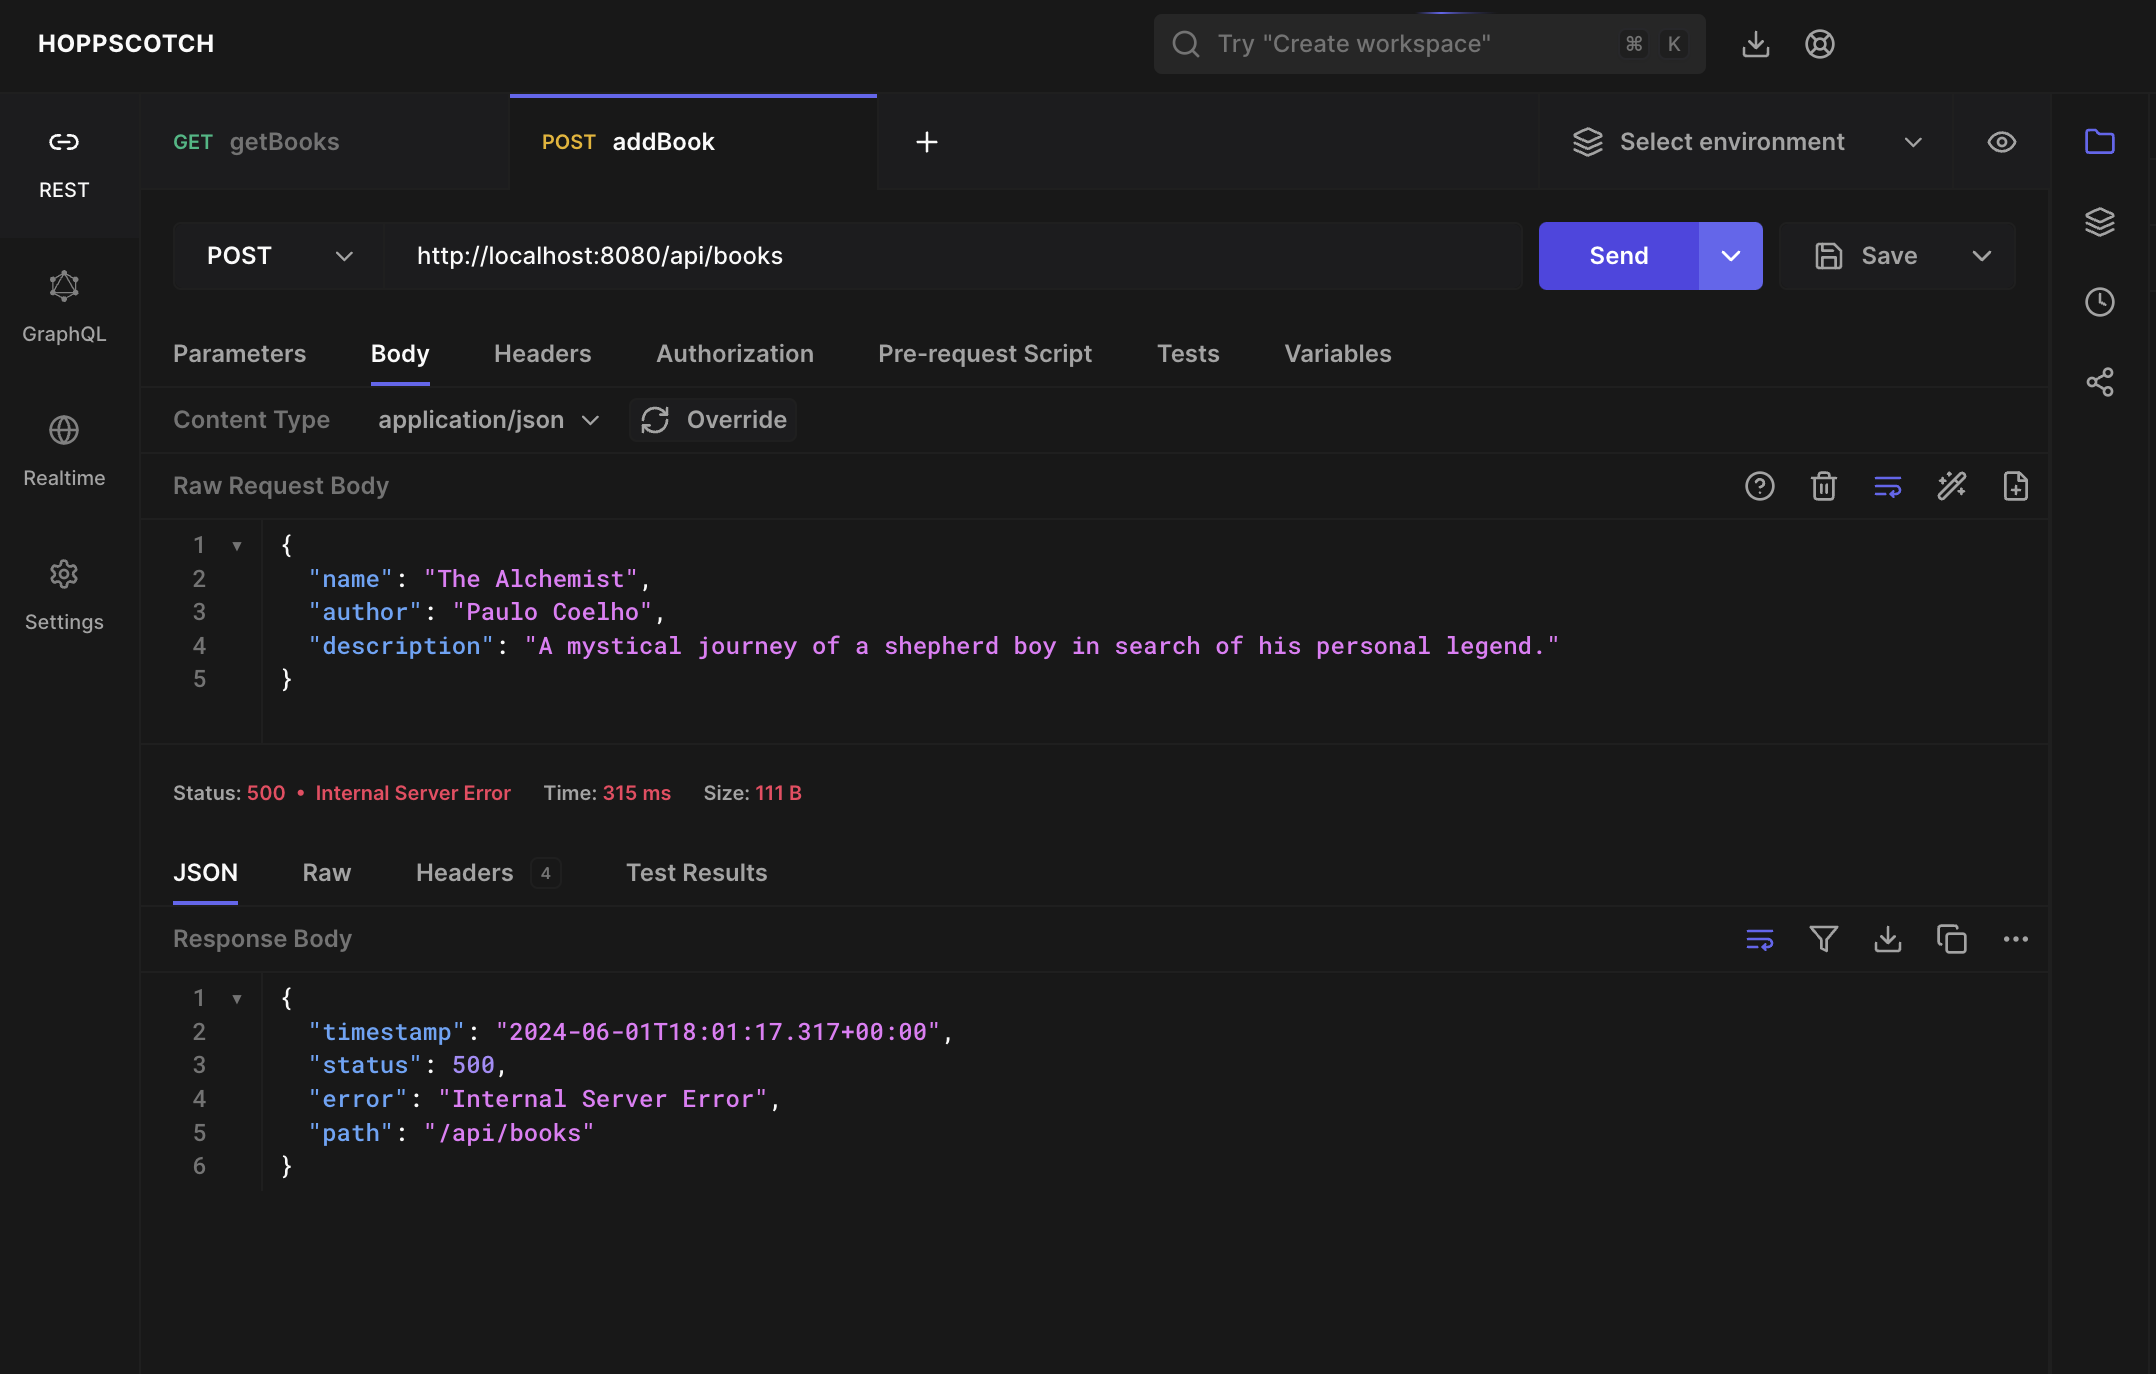 HOPPSCOTCH
Try "Create workspace"
⌘ K
REST
GraphQL
Realtime
Settings
GET getBooks
POST addBook
Select environment
POST
http://localhost:8080/api/books
Send
Save
Parameters Body Headers Authorization Pre-request Script Tests Variables
Content Type application/json Override
Raw Request Body
1 {
2 "name": "The Alchemist",
3 "author": "Paulo Coelho",
4 "description": "A mystical journey of a shepherd boy in search of his personal legend."
5 }
Status: 500 • Internal Server Error Time: 315 ms Size: 111 B
JSON Raw Headers 4 Test Results
Response Body
1 {
2 "timestamp": "2024-06-01T18:01:17.317+00:00",
3 "status": 500,
4 "error": "Internal Server Error",
5 "path": "/api/books"
6 }